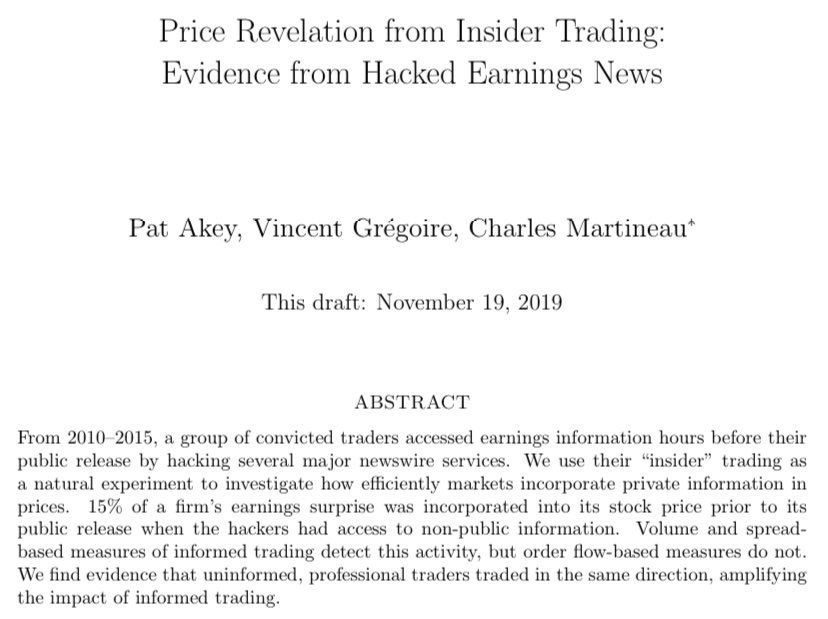 Price Revelation from Insider Trading:
Evidence from Hacked Earnings News
Pat Akey, Vincent Grégoire, Charles Martineau*
This draft: November 19, 2019
ABSTRACT
From 2010–2015, a group of convicted traders accessed earnings information hours before their
public release by hacking several major newswire services. We use their “insider” trading as
a natural experiment to investigate how efficiently markets incorporate private information in
prices. 15% of a firm’s earnings surprise was incorporated into its stock price prior to its
public release when the hackers had access to non-public information. Volume and spread-
based measures of informed trading detect this activity, but order flow-based measures do not.
We find evidence that uninformed, professional traders traded in the same direction, amplifying
the impact of informed trading.